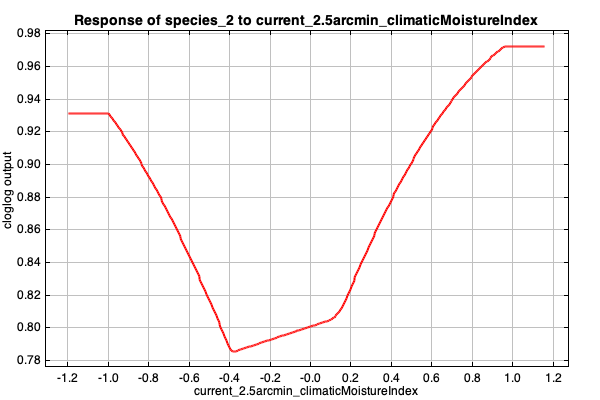 Response of species_2 to current_2.5arcmin_climaticMoistureIndex
cloglog output
0.98
0.96
0.94
0.92
0.90
0.88
0.86
0.84
0.82
0.80
0.78
-1.2 -1.0 -0.8 -0.6 -0.4 -0.2 -0.0 0.2 0.4 0.6 0.8 1.0 1.2
current_2.5arcmin_climaticMoistureIndex